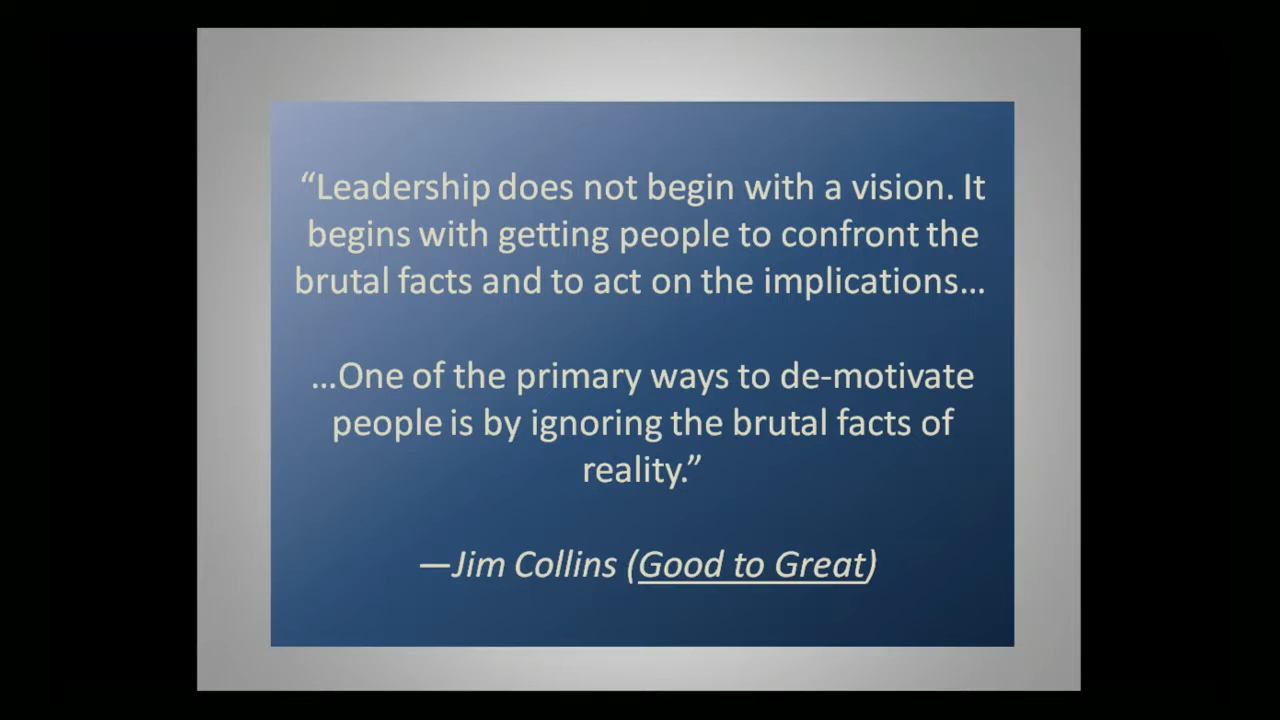 “Leadership does not begin with a vision. It
begins with getting people to confront the
brutal facts and to act on the implications…
…One of the primary ways to de-motivate
people is by ignoring the brutal facts of
reality.”
—Jim Collins (Good to Great)